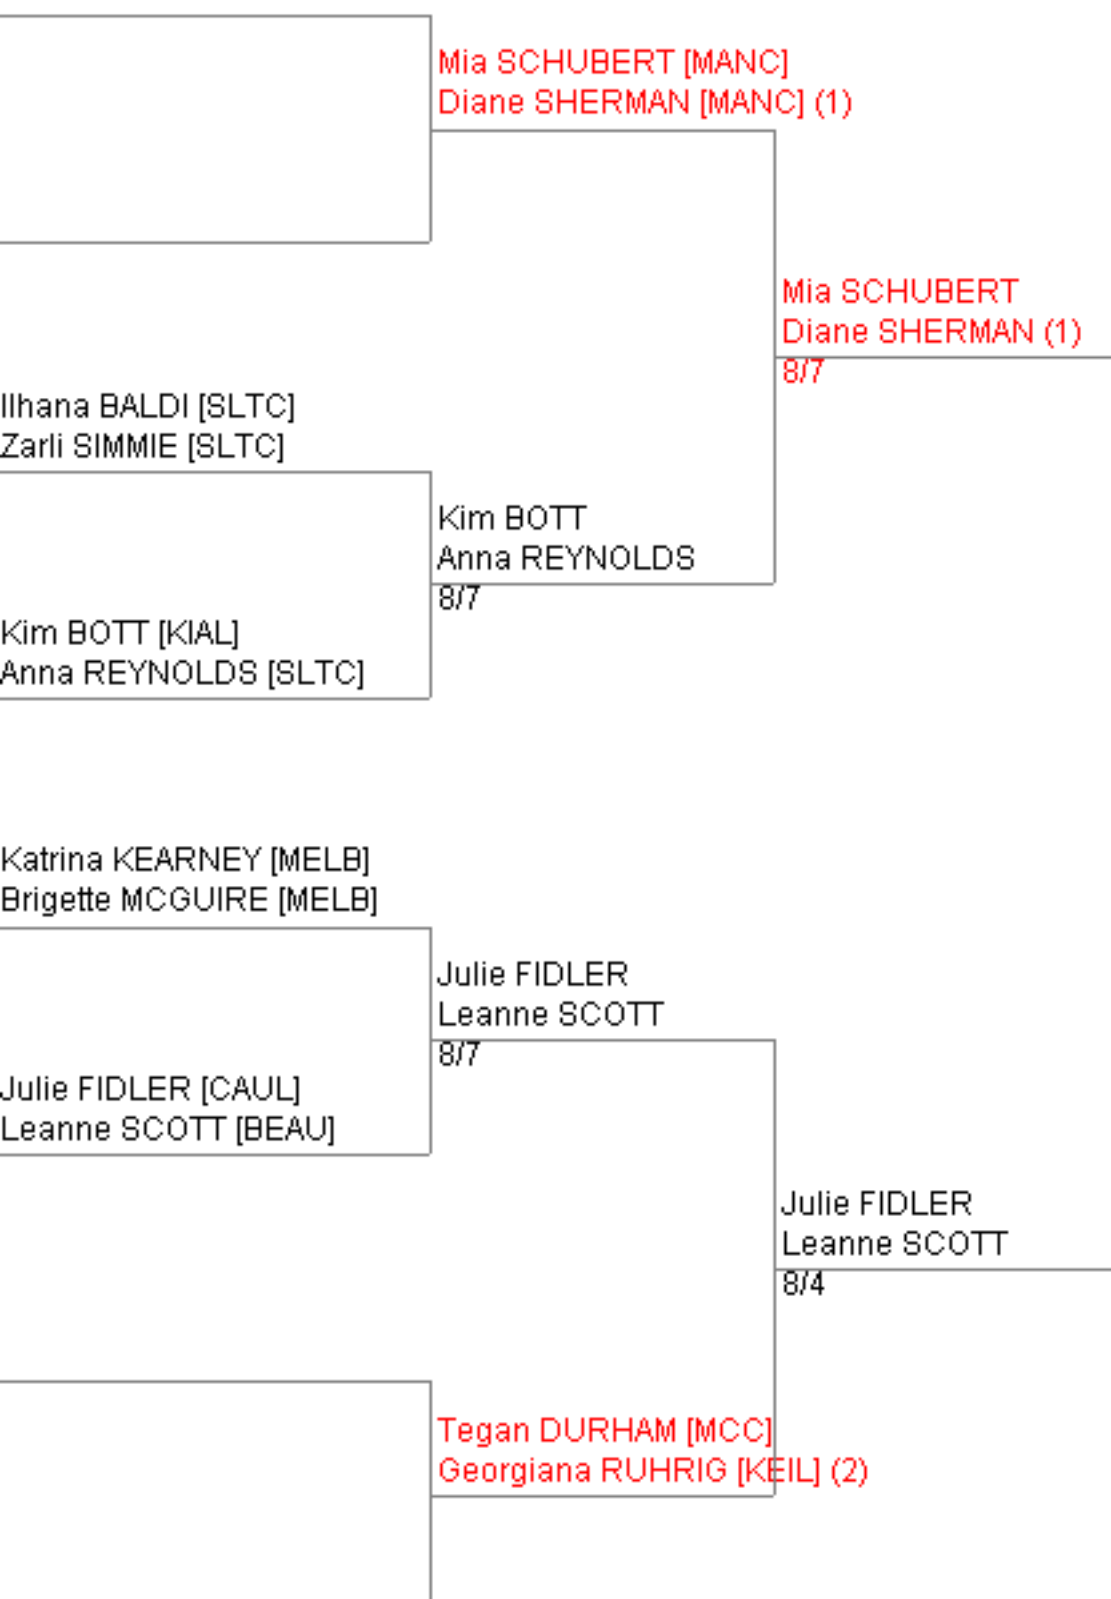 Mia SCHUBERT [MANC]
Diane SHERMAN [MANC] (1)
Mia SCHUBERT
Diane SHERMAN (1)
8/7
Ilhana BALDI [SLTC]
Zarli SIMMIE [SLTC]
Kim BOTT
Anna REYNOLDS
8/7
Kim BOTT [KIAL]
Anna REYNOLDS [SLTC]
Katrina KEARNEY [MELB]
Brigette MCGUIRE [MELB]
Julie FIDLER
Leanne SCOTT
8/7
Julie FIDLER [CAUL]
Leanne SCOTT [BEAU]
Julie FIDLER
Leanne SCOTT
8/4
Tegan DURHAM [MCC]
Georgiana RUHRIG [KEIL] (2)